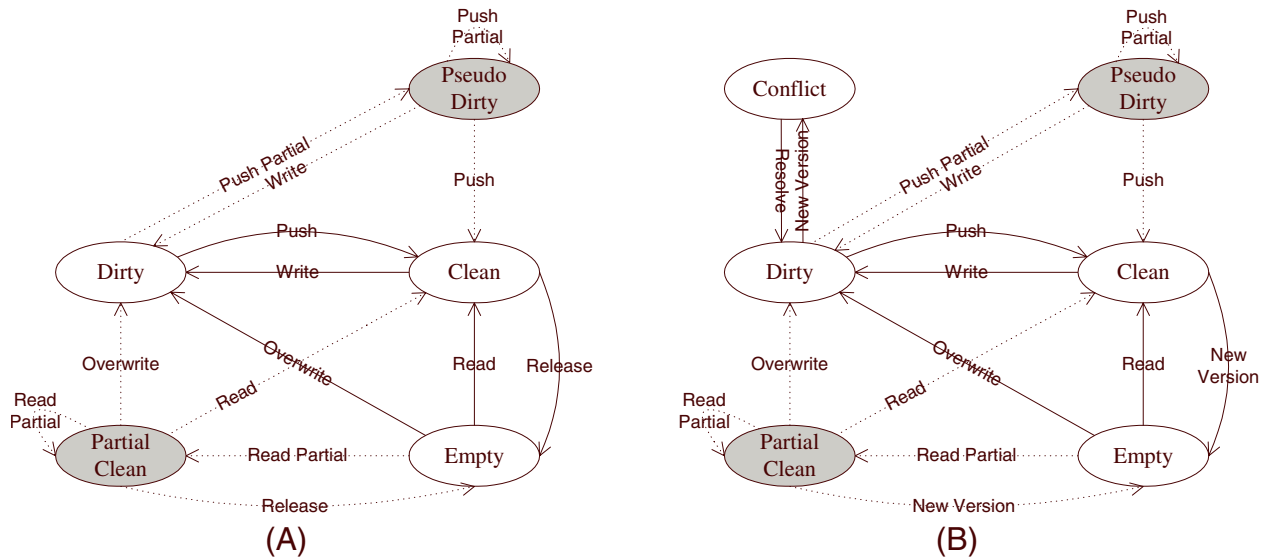 Push
Partial
Pseudo
Dirty
Push Partial
Write
Push
Push
Dirty
Write
Clean
Overwrite
Overwrite
Read
Read
Release
Read
Partial
Partial
Clean
Read Partial
Empty
Release
(A)
Push
Partial
Conflict
Pseudo
Dirty
Resolve
New Version
Push Partial
Write
Push
Push
Dirty
Write
Clean
Overwrite
Overwrite
Read
Read
New
Version
Read
Partial
Partial
Clean
Read Partial
Empty
New Version
(B)